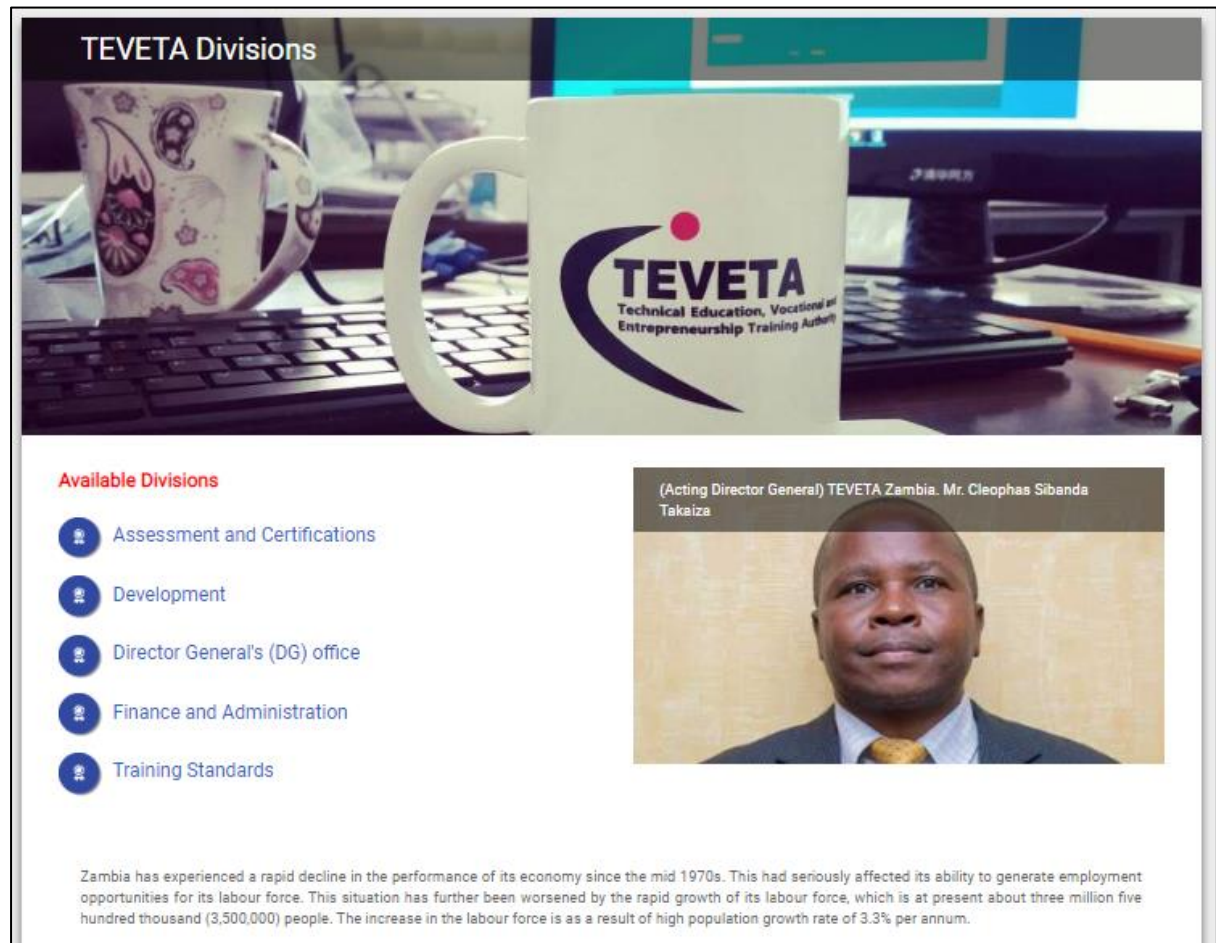 TEVETA Divisions
清华同方
TEVETA
Technical Education, Vocational and
Entrepreneurship Training Authority
Available Divisions
Assessment and Certifications
Development
Director General's (DG) office
Finance and Administration
Training Standards
(Acting Director General) TEVETA Zambia. Mr. Cleophas Sibanda
Takaiza
Zambia has experienced a rapid decline in the performance of its economy since the mid 1970s. This had seriously affected its ability to generate employment
opportunities for its labour force. This situation has further been worsened by the rapid growth of its labour force, which is at present about three million five
hundred thousand (3,500,000) people. The increase in the labour force is as a result of high population growth rate of 3.3% per annum.